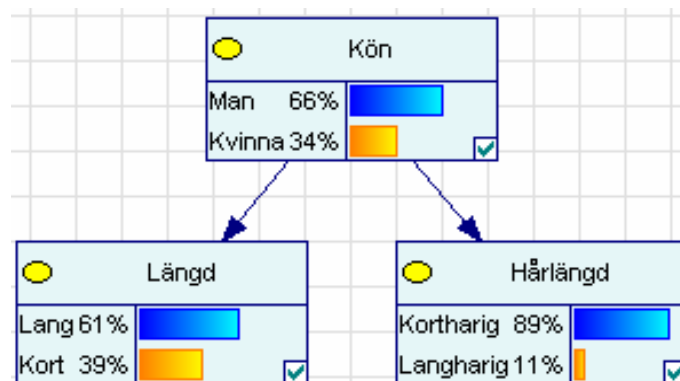 Kön
Man 66%
Kvinna 34%
Längd
Lang 61%
Kort 39%
Hårlängd
Kortharig 89%
Langharig 11%